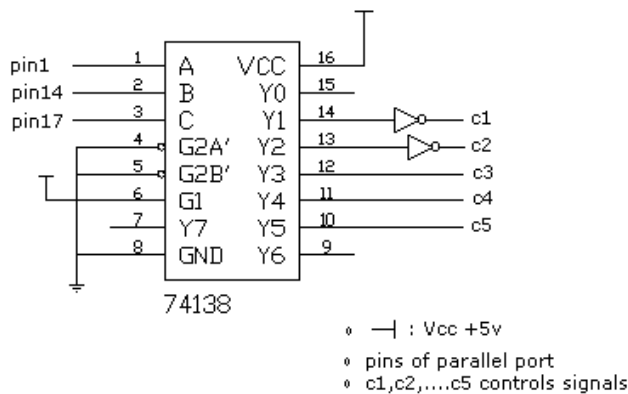 pin1 1 A VCC 16
pin14 2 B Y0 15
pin17 3 C Y1 14 c1
4 G2A' Y2 13 c2
5 G2B' Y3 12 c3
6 G1 Y4 11 c4
7 Y7 Y5 10 c5
8 GND Y6 9
74138
: Vcc +5v
pins of parallel port
c1,c2,....c5 controls signals